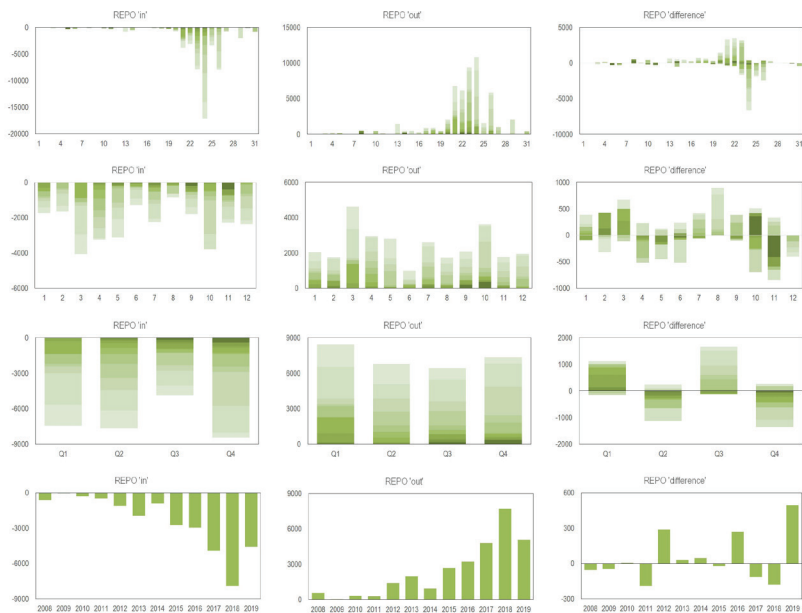 REPO 'in'
0
-5000
-10000
-15000
-20000
1 4 7 10 13 16 19 22 25 28 31
REPO 'out'
15000
10000
5000
0
1 4 7 10 13 16 19 22 25 28 31
REPO 'difference'
5000
0
-5000
-10000
1 4 7 10 13 16 19 22 25 28 31
REPO 'in'
0
-2000
-4000
-6000
1 2 3 4 5 6 7 8 9 10 11 12
REPO 'out'
6000
4000
2000
0
1 2 3 4 5 6 7 8 9 10 11 12
REPO 'difference'
1000
500
0
-500
-1000
1 2 3 4 5 6 7 8 9 10 11 12
REPO 'in'
0
-3000
-6000
-9000
Q1 Q2 Q3 Q4
REPO 'out'
9000
6000
3000
0
Q1 Q2 Q3 Q4
REPO 'difference'
2000
1000
0
-1000
-2000
Q1 Q2 Q3 Q4
REPO 'in'
0
-3000
-6000
-9000
2008 2009 2010 2011 2012 2013 2014 2015 2016 2017 2018 2019
REPO 'out'
9000
6000
3000
0
2008 2009 2010 2011 2012 2013 2014 2015 2016 2017 2018 2019
REPO 'difference'
600
300
0
-300
2008 2009 2010 2011 2012 2013 2014 2015 2016 2017 2018 2019